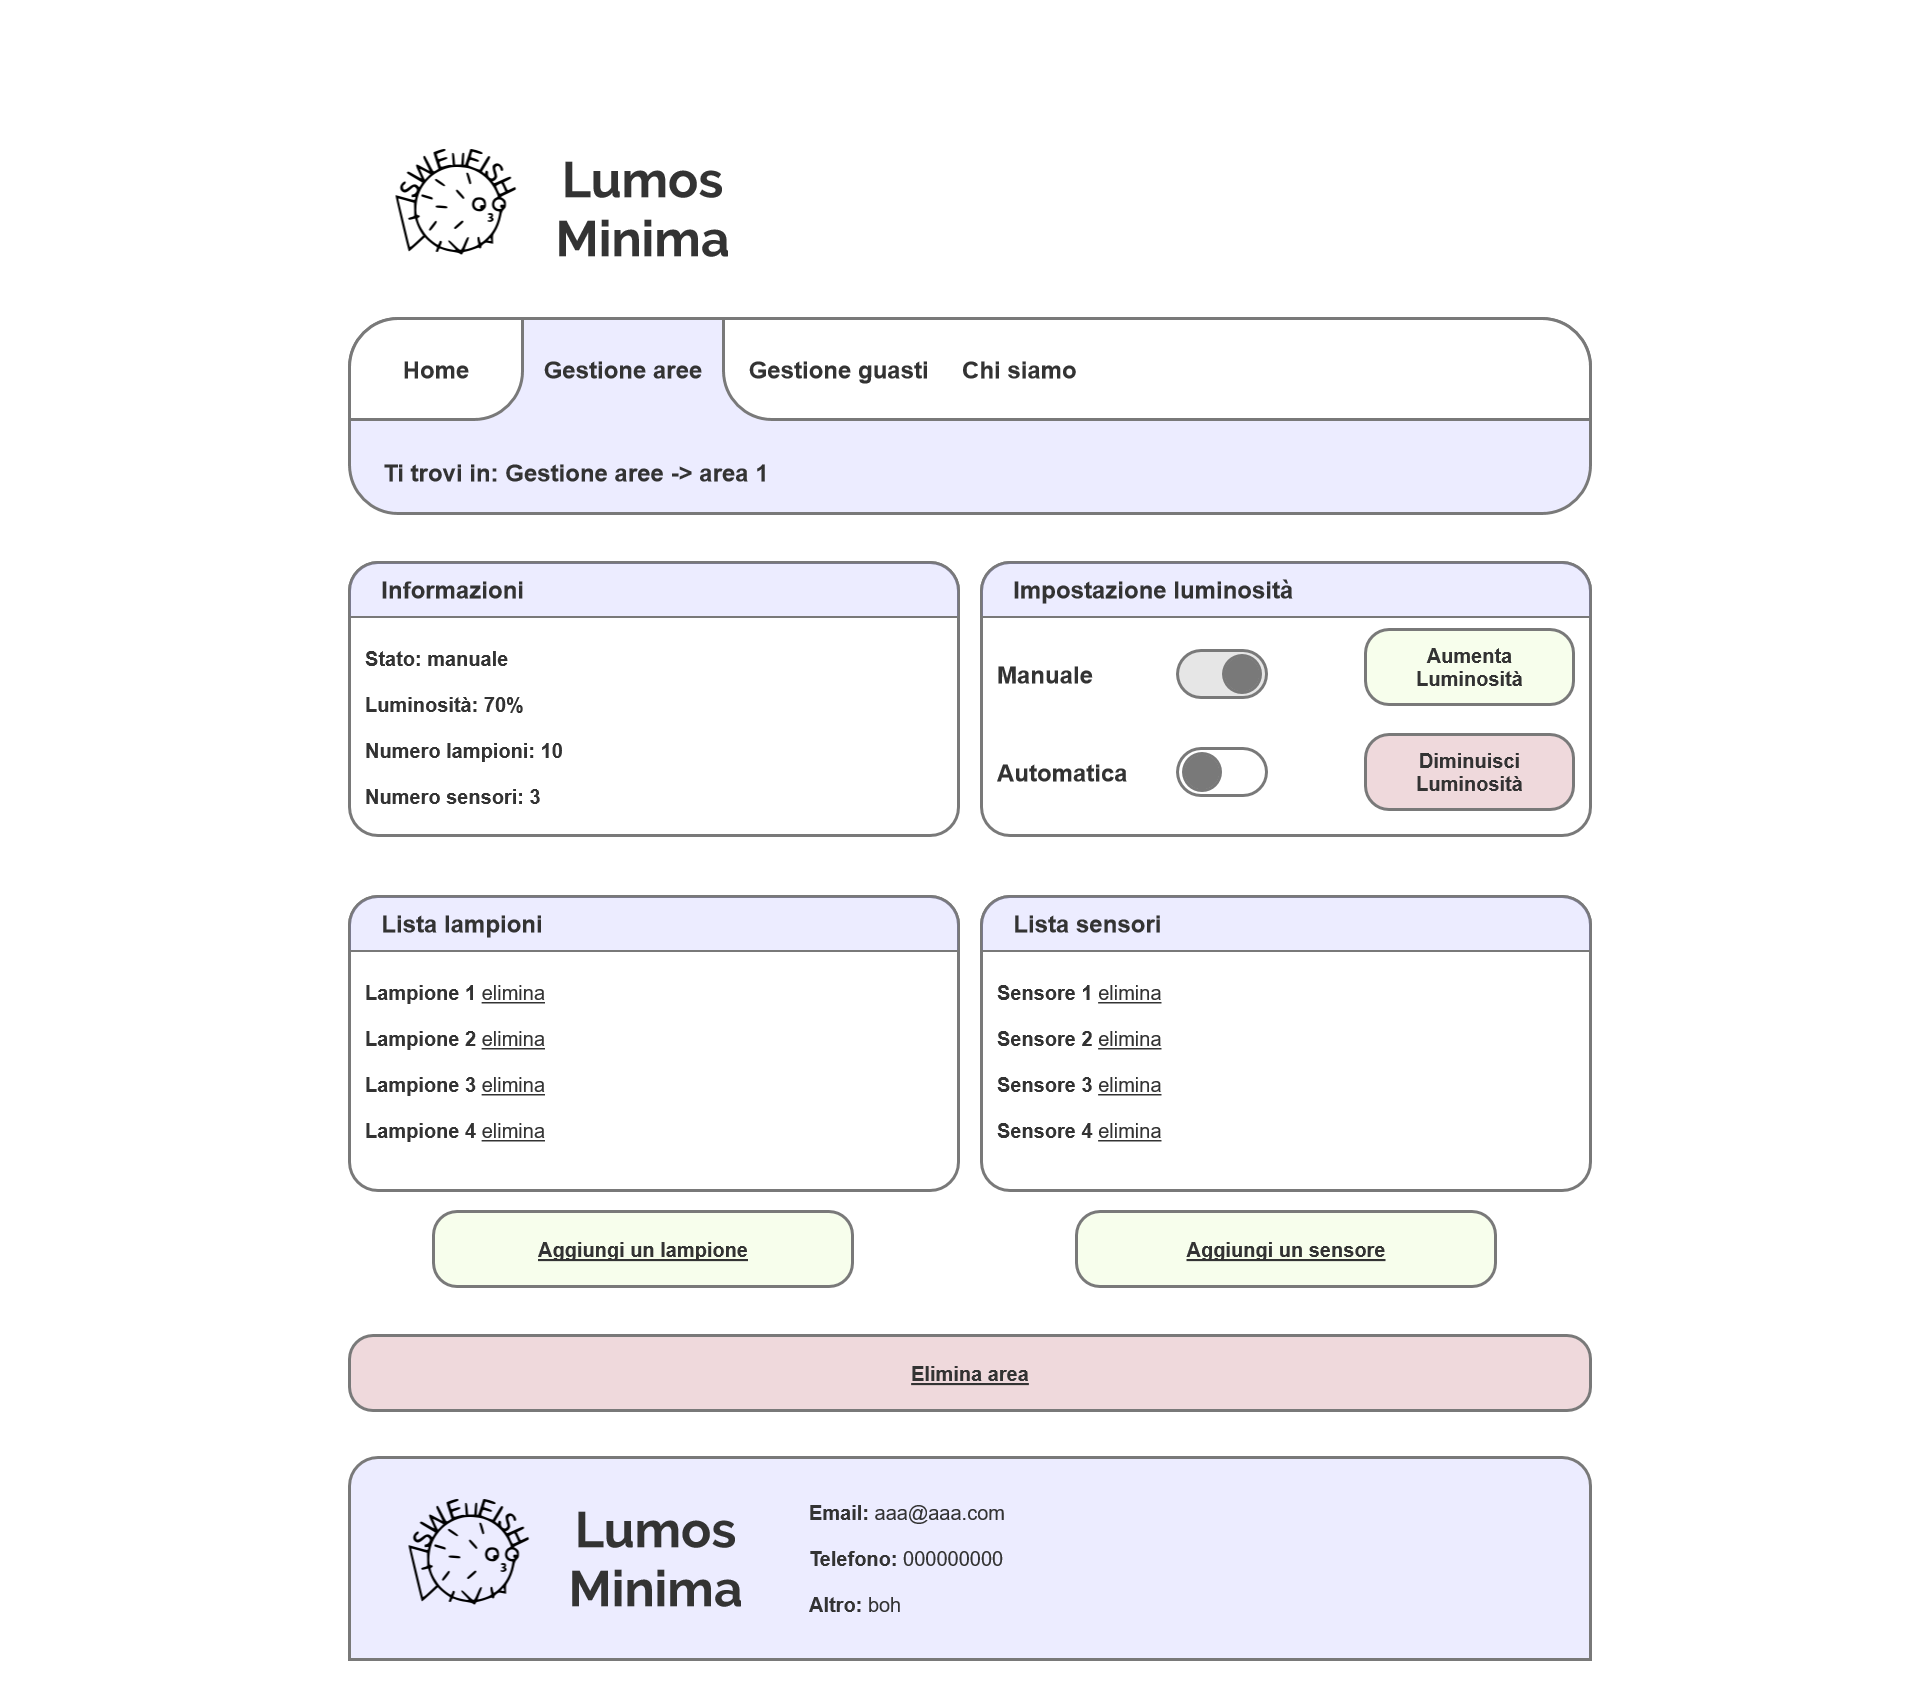 SWEnFISH
Lumos
Minima
Home
Gestione aree
Gestione guasti
Chi siamo
Ti trovi in: Gestione aree -> area 1
Informazioni
Stato: manuale
Luminosità: 70%
Numero lampioni: 10
Numero sensori: 3
Impostazione luminosità
Manuale
Aumenta
Luminosità
Automatica
Diminuisci
Luminosità
Lista lampioni
Lampione 1 elimina
Lampione 2 elimina
Lampione 3 elimina
Lampione 4 elimina
Lista sensori
Sensore 1 elimina
Sensore 2 elimina
Sensore 3 elimina
Sensore 4 elimina
Aggiungi un lampione
Aggiungi un sensore
Elimina area
SWEnFISH
Lumos
Minima
Email: aaa@aaa.com
Telefono: 000000000
Altro: boh